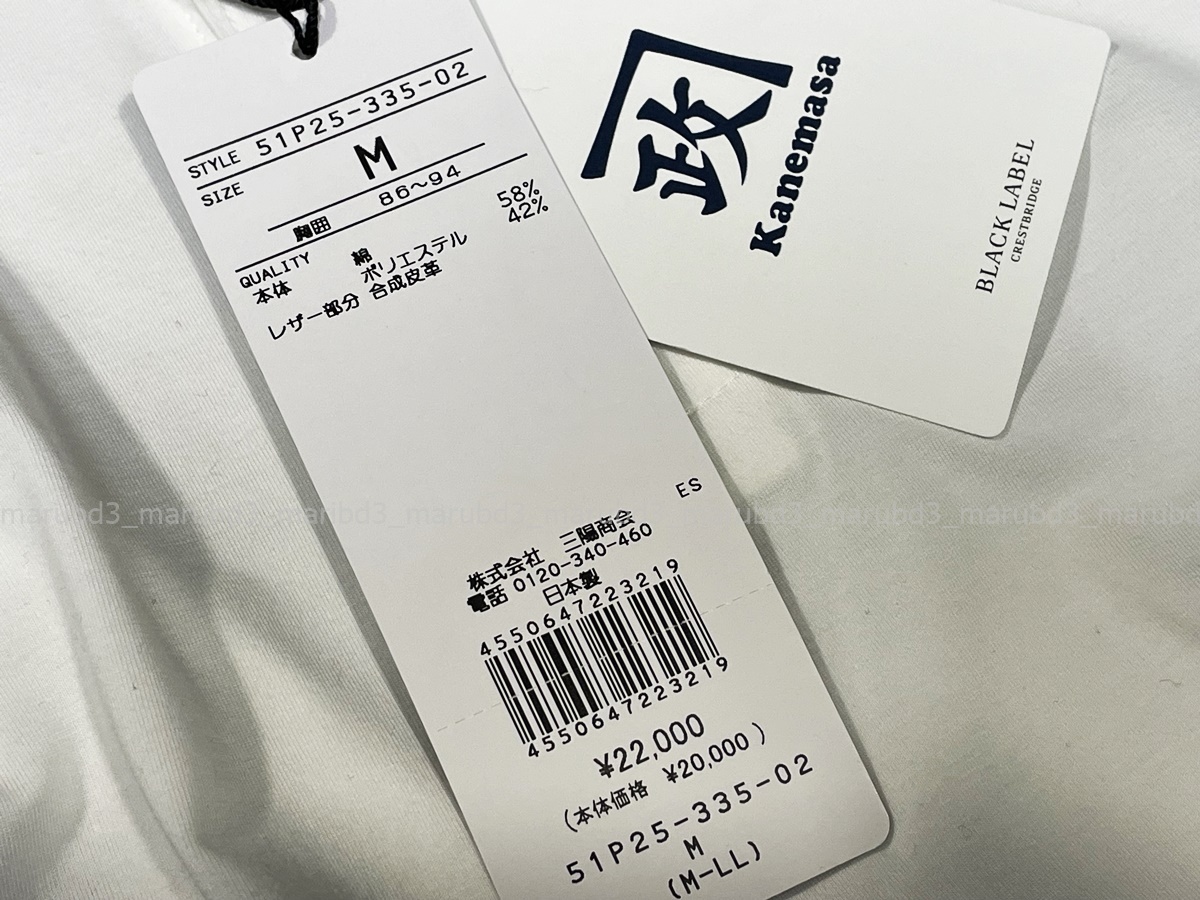 STYLE 51P25-335-02
SIZE M
胸囲 86～94
QUALITY
本体 綿 58%
ポリエステル 42%
レザー部分 合成皮革
ES
株式会社 三陽商会
電話 0120-340-460
日本製
4550647223219
4550647223219
¥22,000
(本体価格 ¥20,000)
51P25-335-02
M
(M-LL)
政
Kanemasa
BLACK LABEL
CRESTBRIDGE
marubd3_marubd3_marubd3_marubd3_marubd3_marubd3